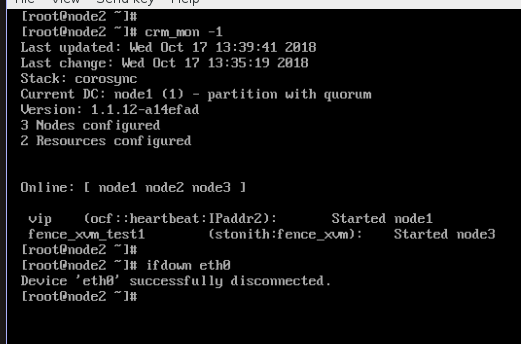 File View Send key Help
[root@node2 ~]#
[root@node2 ~]# crm_mon -1
Last updated: Wed Oct 17 13:39:41 2018
Last change: Wed Oct 17 13:35:19 2018
Stack: corosync
Current DC: node1 (1) - partition with quorum
Version: 1.1.12-a14efad
3 Nodes configured
2 Resources configured
Online: [ node1 node2 node3 ]
vip (ocf::heartbeat:IPaddr2): Started node1
fence_xvm_test1 (stonith:fence_xvm): Started node3
[root@node2 ~]#
[root@node2 ~]# ifdown eth0
Device 'eth0' successfully disconnected.
[root@node2 ~]#